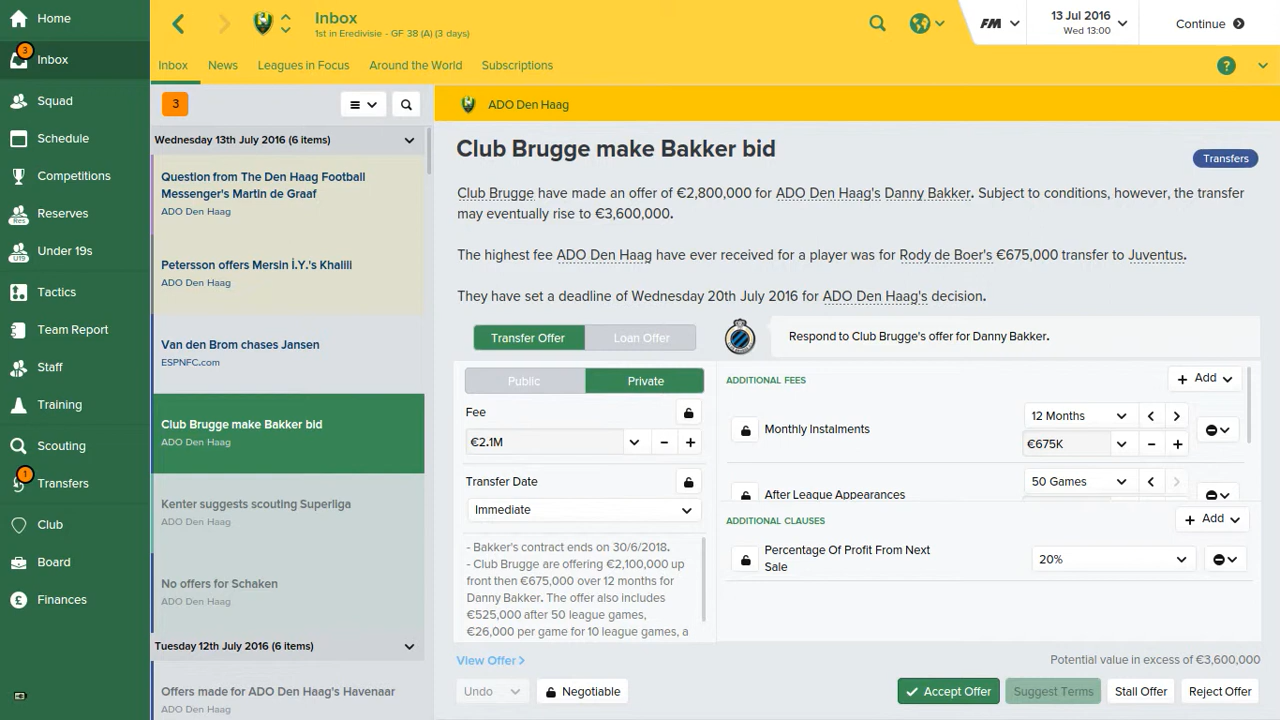 Home
3
Inbox
Squad
Schedule
Competitions
Res
Reserves
U19
Under 19s
Tactics
Team Report
Staff
Training
Scouting
1
Transfers
Club
Board
£
Finances
Inbox
1st in Eredivisie - GF 38 (A) (3 days)
FM
13 Jul 2016
Wed 13:00
Continue
Inbox
News
Leagues in Focus
Around the World
Subscriptions
?
3
Wednesday 13th July 2016 (6 items)
Question from The Den Haag Football
Messenger's Martin de Graaf
ADO Den Haag
Petersson offers Mersin İ.Y.'s Khalili
ADO Den Haag
Van den Brom chases Jansen
ESPNFC.com
Club Brugge make Bakker bid
ADO Den Haag
Kenter suggests scouting Superliga
ADO Den Haag
No offers for Schaken
ADO Den Haag
Tuesday 12th July 2016 (6 items)
Offers made for ADO Den Haag's Havenaar
ADO Den Haag
ADO Den Haag
Club Brugge make Bakker bid
Transfers
Club Brugge have made an offer of €2,800,000 for ADO Den Haag's Danny Bakker. Subject to conditions, however, the transfer
may eventually rise to €3,600,000.
The highest fee ADO Den Haag have ever received for a player was for Rody de Boer's €675,000 transfer to Juventus.
They have set a deadline of Wednesday 20th July 2016 for ADO Den Haag's decision.
Transfer Offer
Loan Offer
Respond to Club Brugge's offer for Danny Bakker.
Public
Private
Fee
€2.1M
Transfer Date
Immediate
- Bakker's contract ends on 30/6/2018.
- Club Brugge are offering €2,100,000 up
front then €675,000 over 12 months for
Danny Bakker. The offer also includes
€525,000 after 50 league games,
€26,000 per game for 10 league games, a
ADDITIONAL FEES
Add
Monthly Instalments
12 Months
€675K
After League Appearances
50 Games
ADDITIONAL CLAUSES
Add
Percentage Of Profit From Next
Sale
20%
View Offer
Potential value in excess of €3,600,000
Undo
Negotiable
Accept Offer
Suggest Terms
Stall Offer
Reject Offer